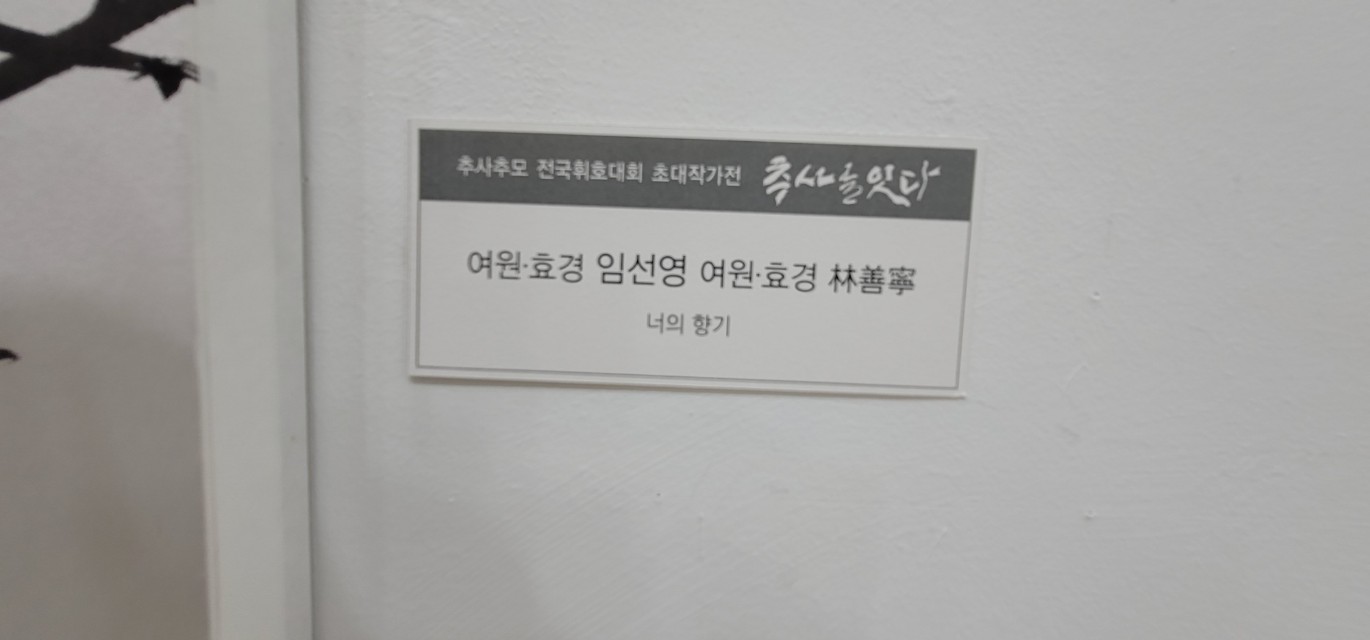 추사추모 전국휘호대회 초대작가전 추사를잇다
여원·효경 임선영 여원·효경 林善寧
너의 향기